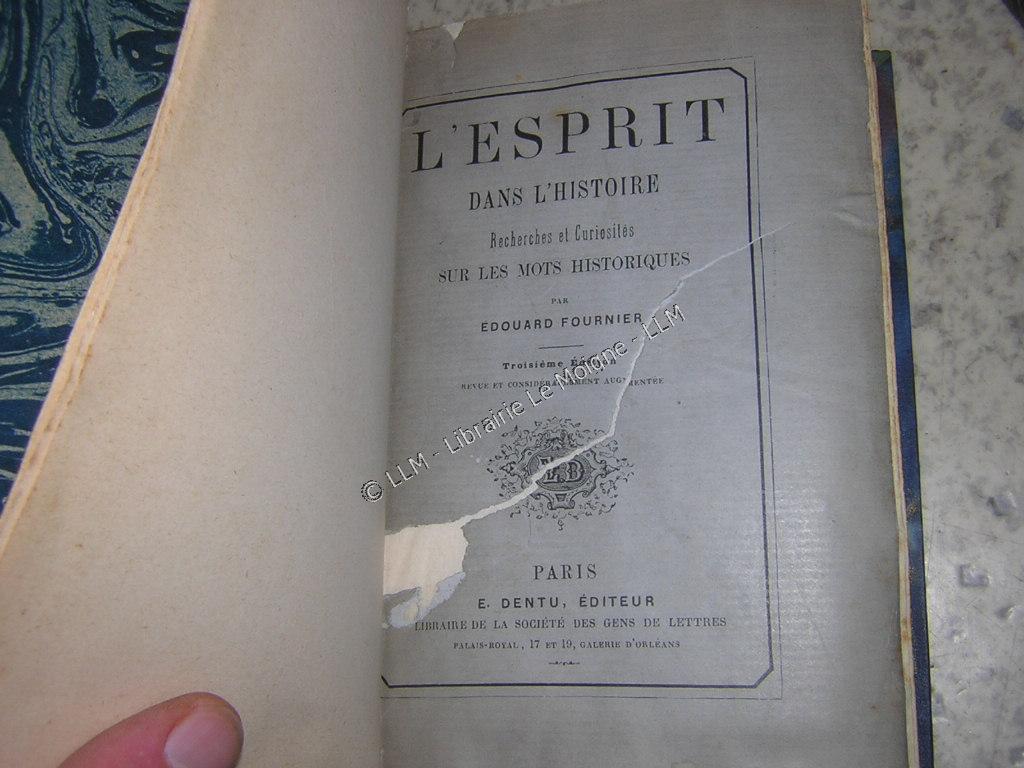 L'ESPRIT
DANS L'HISTOIRE
Recherches et Curiosités
SUR LES MOTS HISTORIQUES
PAR
ÉDOUARD FOURNIER
Troisième Édition
REVUE ET CONSIDÉRABLEMENT AUGMENTÉE
© LLM - Librairie Le Moigne - LLM
PARIS
E. DENTU, ÉDITEUR
LIBRAIRE DE LA SOCIÉTÉ DES GENS DE LETTRES
PALAIS-ROYAL, 17 ET 19, GALERIE D'ORLÉANS